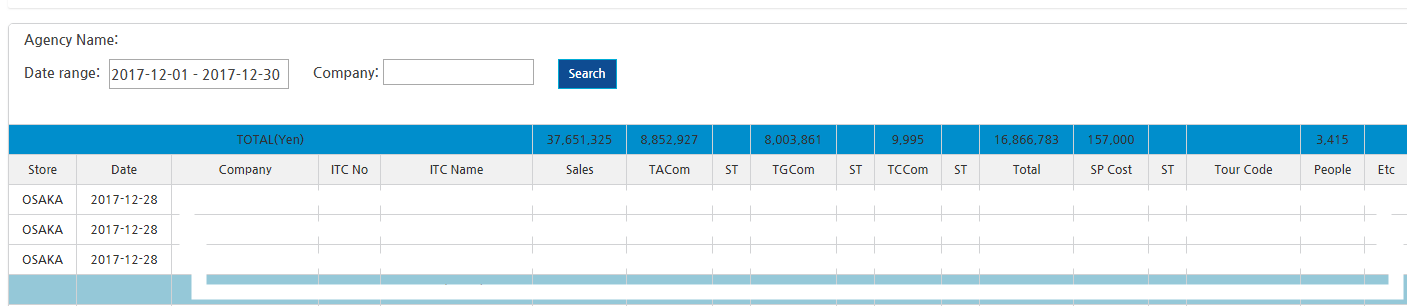 Agency Name:
Date range: 2017-12-01 - 2017-12-30 Company: Search
TOTAL(Yen) 37,651,325 8,852,927 8,003,861 9,995 16,866,783 157,000 3,415
Store Date Company ITC No ITC Name Sales TACom ST TGCom ST TCCom ST Total SP Cost ST Tour Code People Etc
OSAKA 2017-12-28
OSAKA 2017-12-28
OSAKA 2017-12-28